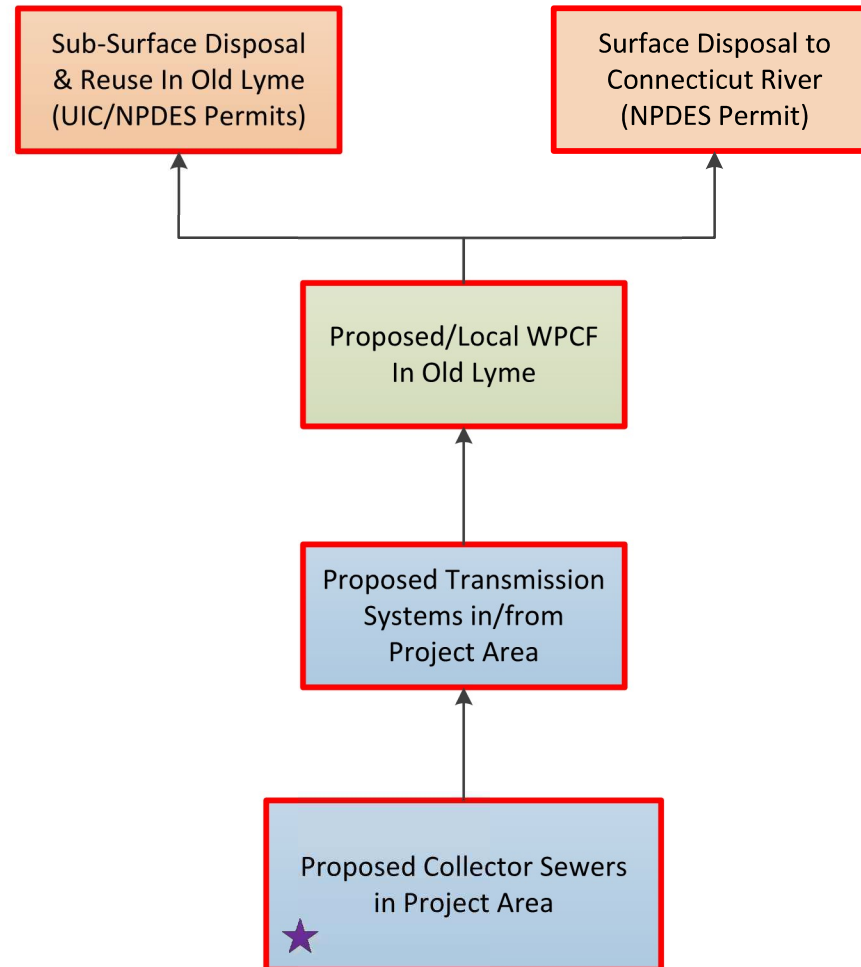 Sub-Surface Disposal
& Reuse In Old Lyme
(UIC/NPDES Permits)
Surface Disposal to
Connecticut River
(NPDES Permit)
Proposed/Local WPCF
In Old Lyme
Proposed Transmission
Systems in/from
Project Area
Proposed Collector Sewers
in Project Area